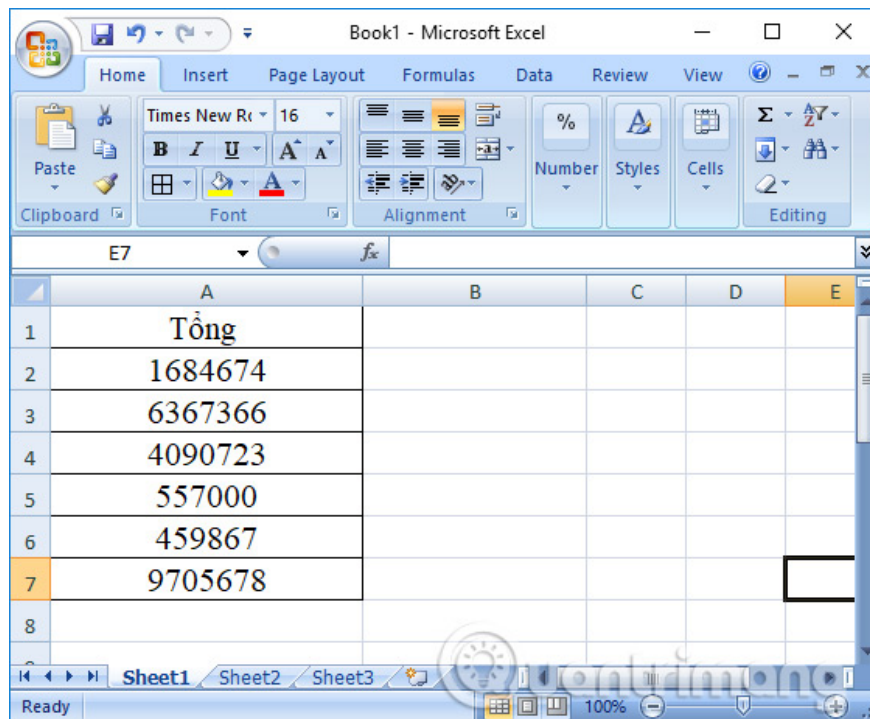 Book1 - Microsoft Excel
Home Insert Page Layout Formulas Data Review View
Times New Ro 16
Paste
B I U A A
A
%
Number
Styles
Cells
Σ
Clipboard Font Alignment Editing
E7 fx
A B C D E
1 Tổng
2 1684674
3 6367366
4 4090723
5 557000
6 459867
7 9705678
8
Sheet1 Sheet2 Sheet3
Quantrimang
Ready 100%